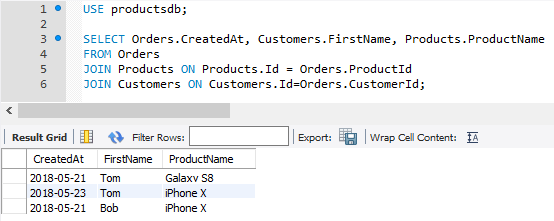 1 USE productsdb;
2
3 SELECT Orders.CreatedAt, Customers.FirstName, Products.ProductName
4 FROM Orders
5 JOIN Products ON Products.Id = Orders.ProductId
6 JOIN Customers ON Customers.Id=Orders.CustomerId;
Result Grid Filter Rows: Export: Wrap Cell Content:
CreatedAt FirstName ProductName
2018-05-21 Tom Galaxy S8
2018-05-23 Tom iPhone X
2018-05-21 Bob iPhone X